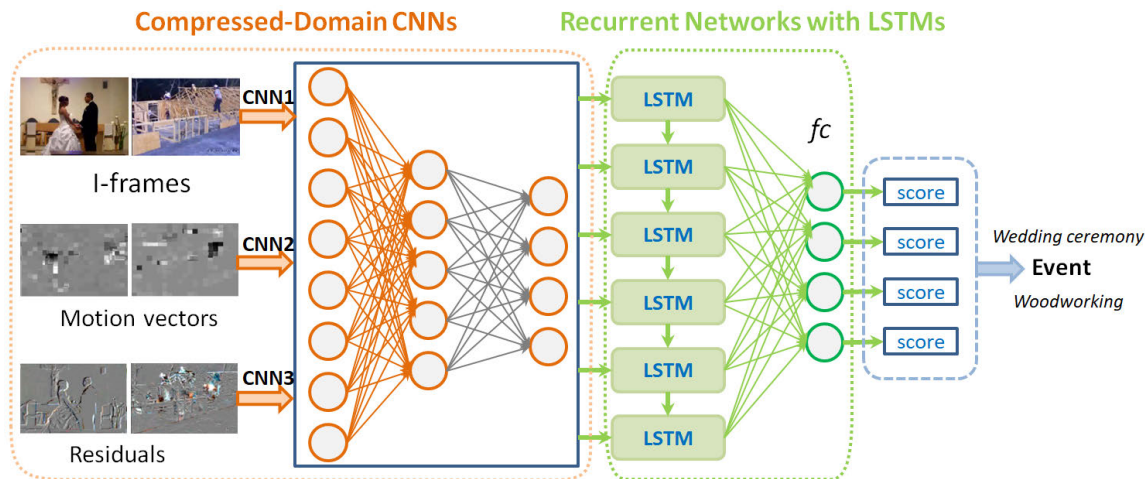 Compressed-Domain CNNs
Recurrent Networks with LSTMs
CNN1
I-frames
CNN2
Motion vectors
CNN3
Residuals
LSTM
LSTM
LSTM
LSTM
LSTM
LSTM
fc
score
score
score
score
Wedding ceremony
Event
Woodworking